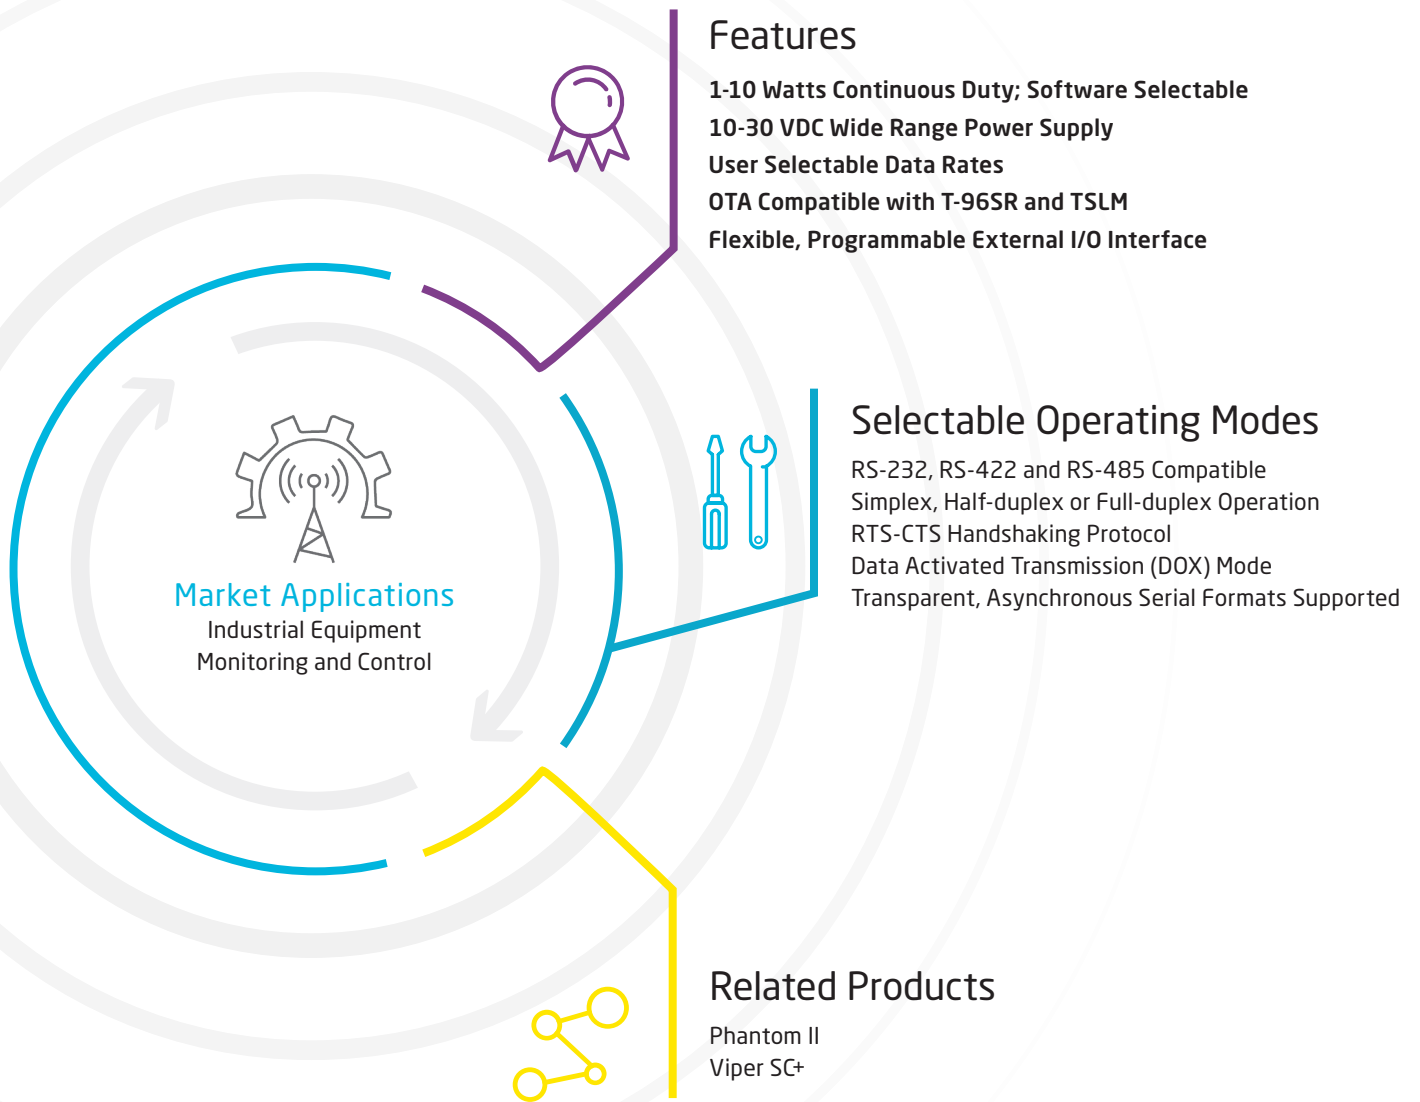 Features
1-10 Watts Continuous Duty; Software Selectable
10-30 VDC Wide Range Power Supply
User Selectable Data Rates
OTA Compatible with T-96SR and TSLM
Flexible, Programmable External I/O Interface
Selectable Operating Modes
RS-232, RS-422 and RS-485 Compatible
Simplex, Half-duplex or Full-duplex Operation
RTS-CTS Handshaking Protocol
Data Activated Transmission (DOX) Mode
Transparent, Asynchronous Serial Formats Supported
Market Applications
Industrial Equipment
Monitoring and Control
Related Products
Phantom II
Viper SC+